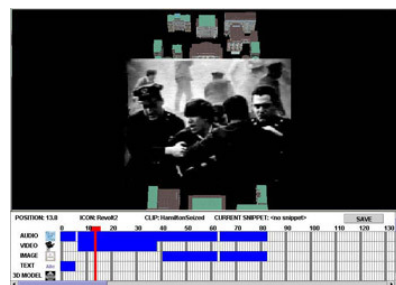 POSITION: 13.8 ICON: Revolt2 CLIP: HamiltonSeized CURRENT SNIPPET: <no snippet> SAVE
0 10 20 30 40 50 60 70 80 90 100 110 120 130
AUDIO
VIDEO
IMAGE
TEXT Abc
3D MODEL